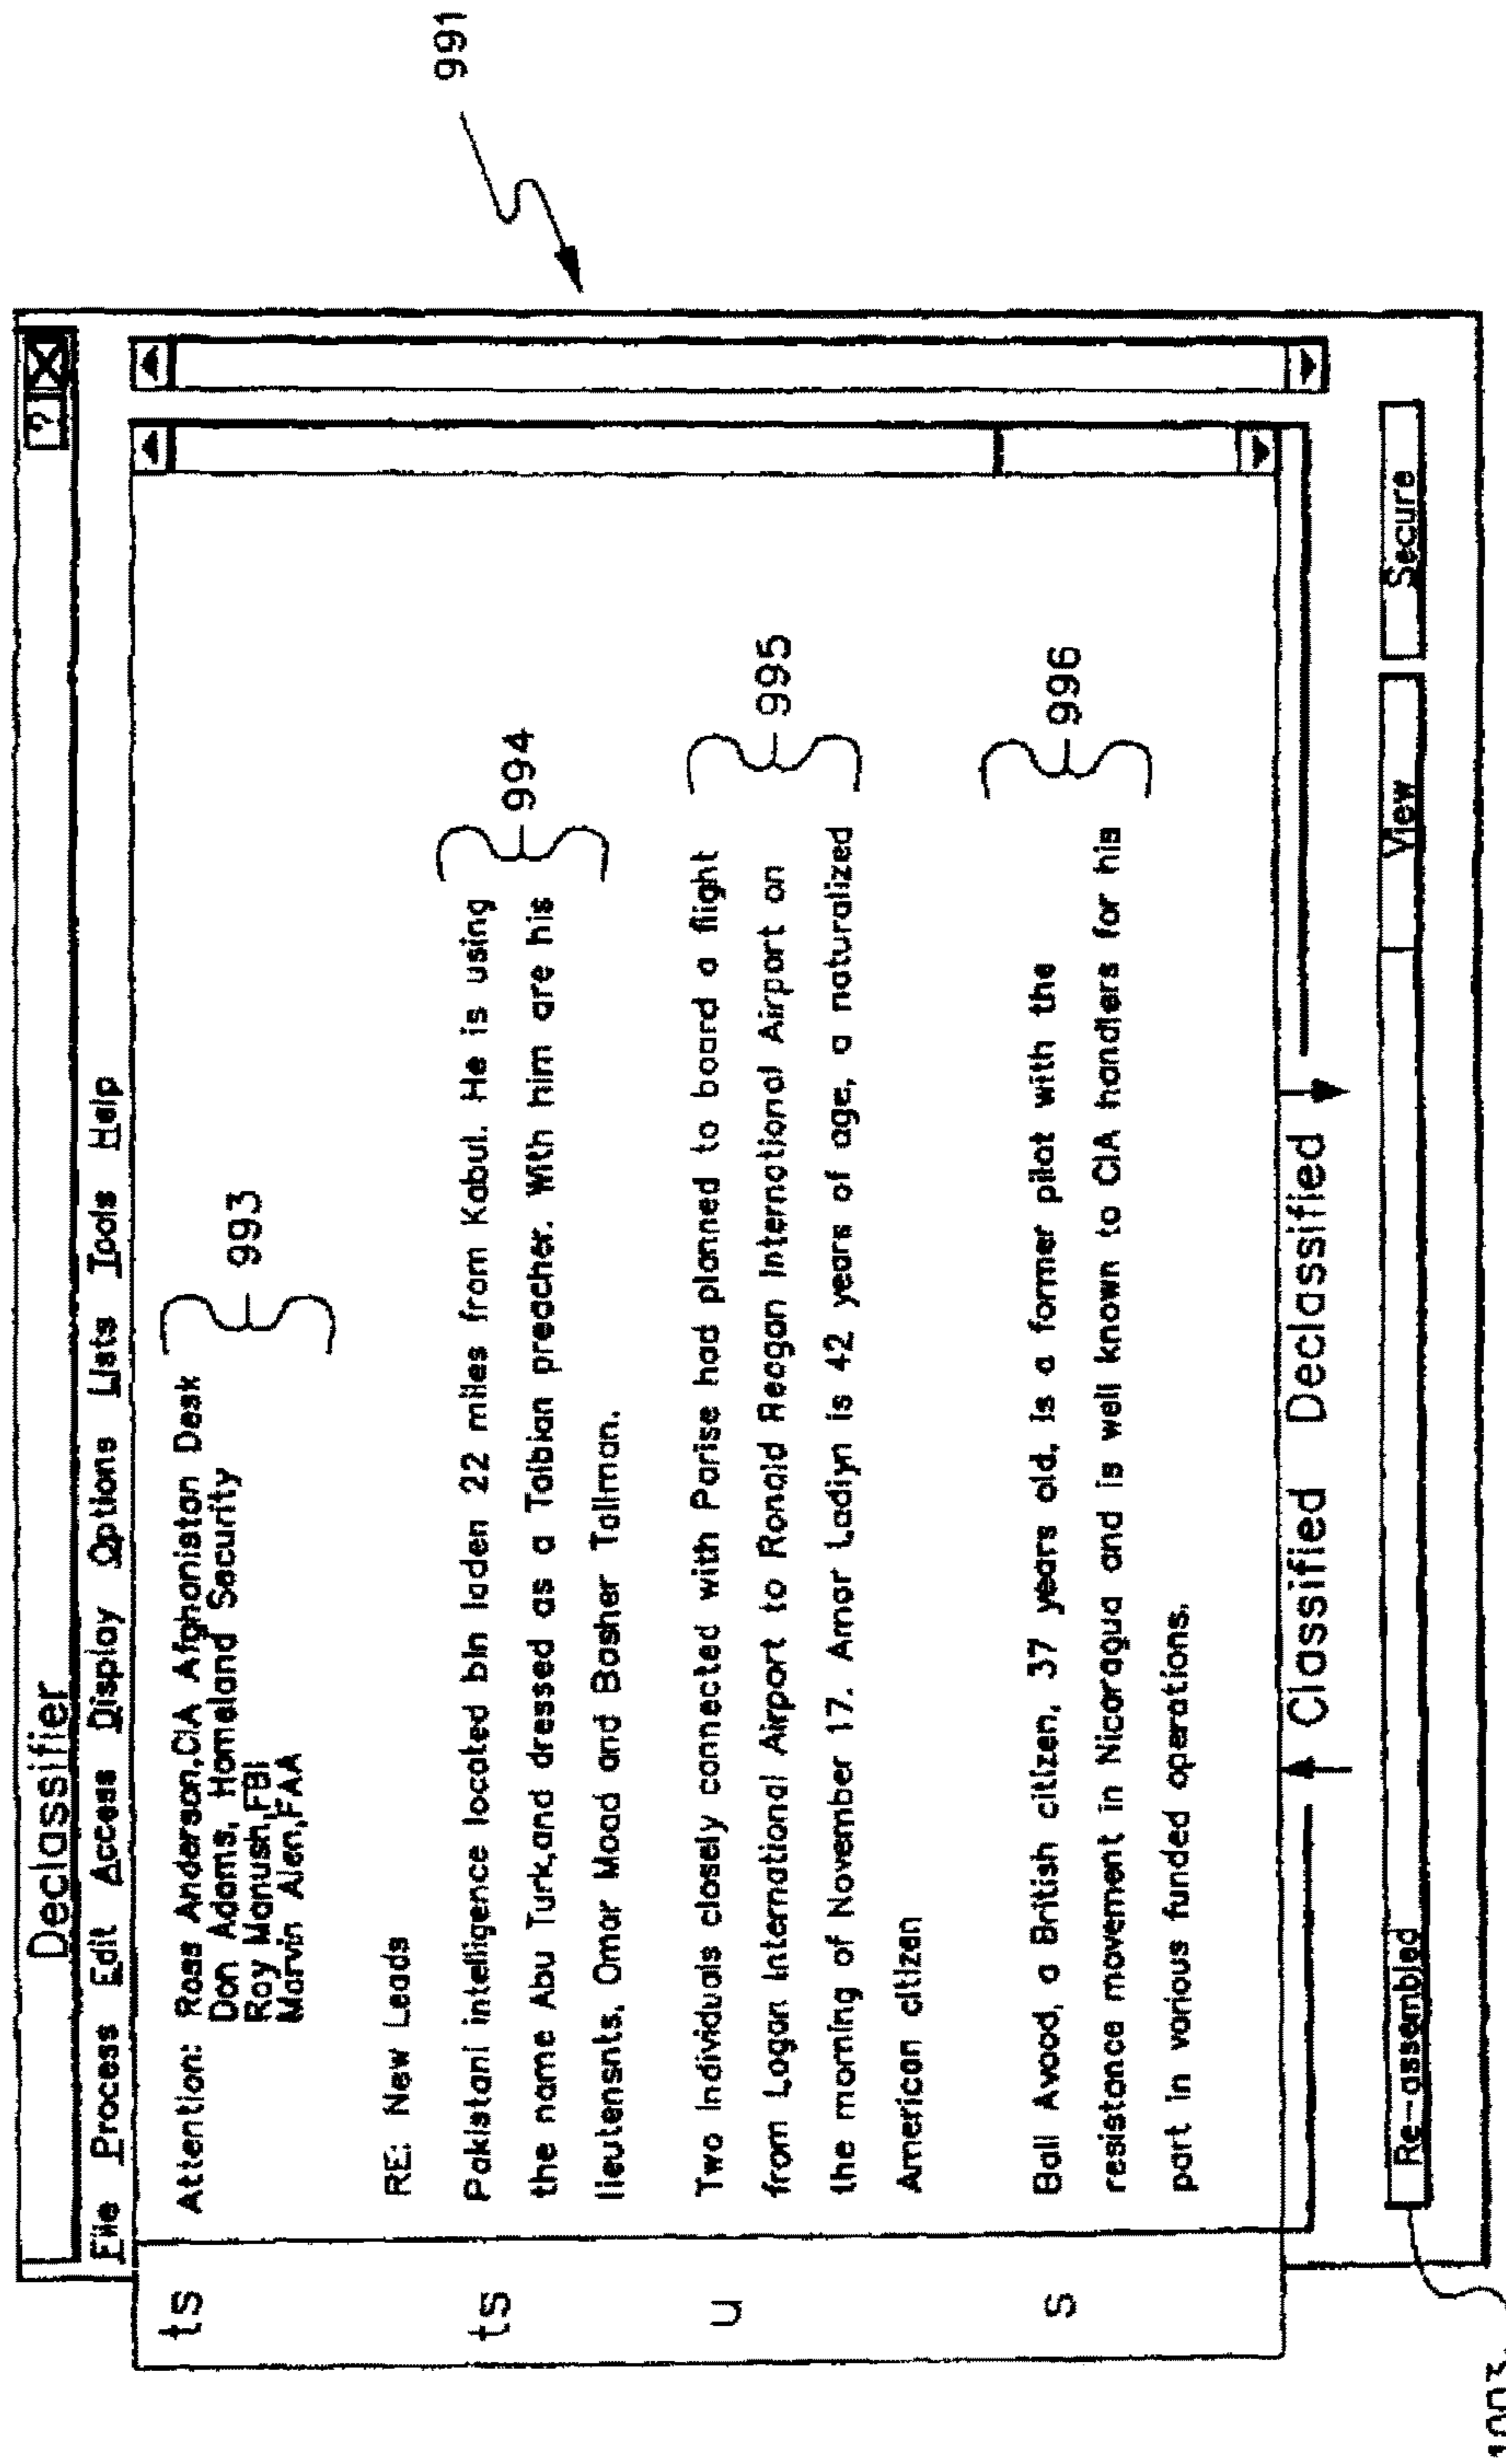 Declassifier
? X
File Process Edit Access Display Options Lists Tools Help
ts Attention: Ross Anderson,CIA Afghanistan Desk
Don Adams, Homeland Security
Ray Manush,FBI
Marvin Alen,FAA
993
RE: New Leads
ts Pakistani intelligence located bin laden 22 miles from Kabul. He is using
the name Abu Turk,and dressed as a Talbian preacher. With him are his
lieutensnts, Omar Moad and Basher Tallman.
994
u Two individuals closely connected with Parise had planned to board a flight
from Logan International Airport to Ronald Reagan International Airport on
the morning of November 17. Amar Ladiyn is 42 years of age, a naturalized
American citizen
995
s Ball Avood, a British citizen, 37 years old, is a former pilot with the
resistance movement in Nicaragua and is well known to CIA handlers for his
part in various funded operations.
996
Classified Declassified
Re-assembled View Secure
991
1003